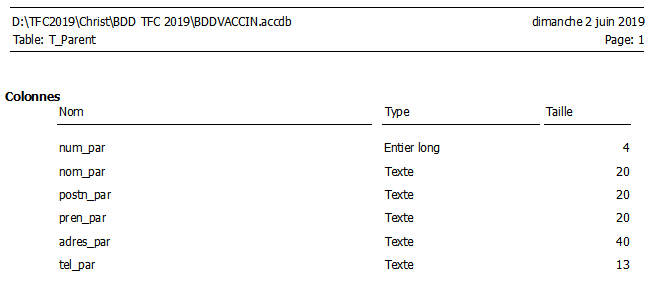 D:\TFC2019\Christ\BDD TFC 2019\BDDVACCIN.accdb dimanche 2 juin 2019
Table: T_Parent Page: 1
Colonnes
Nom Type Taille
num_par Entier long 4
nom_par Texte 20
postn_par Texte 20
pren_par Texte 20
adres_par Texte 40
tel_par Texte 13